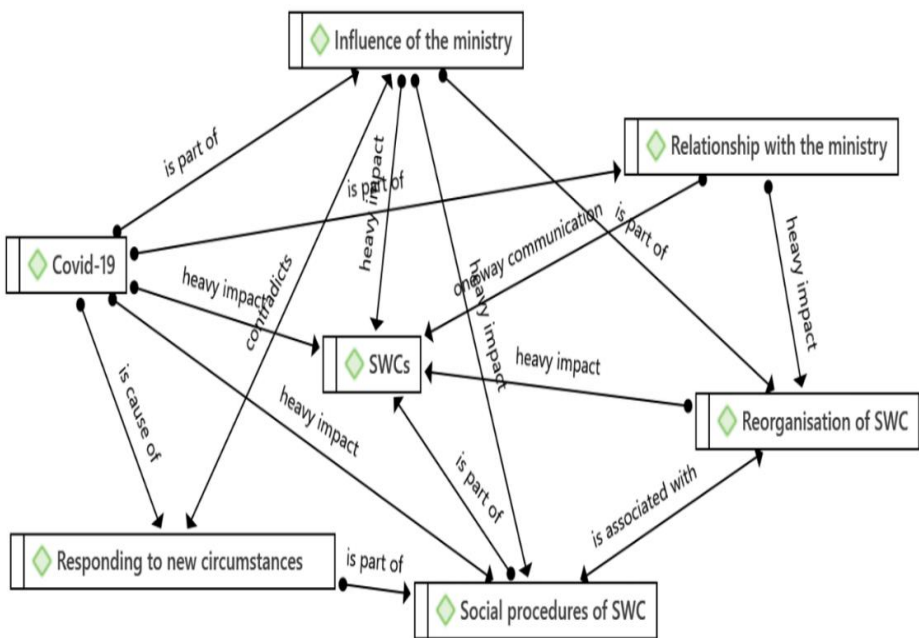 Influence of the ministry
is part of
Relationship with the ministry
is part of
heavy impact
one way communication
is part of
heavy impact
Covid-19
heavy impact
contradicts
heavy impact
SWCs
heavy impact
is cause of
heavy impact
Reorganisation of SWC
is part of
is associated with
Responding to new circumstances
is part of
Social procedures of SWC